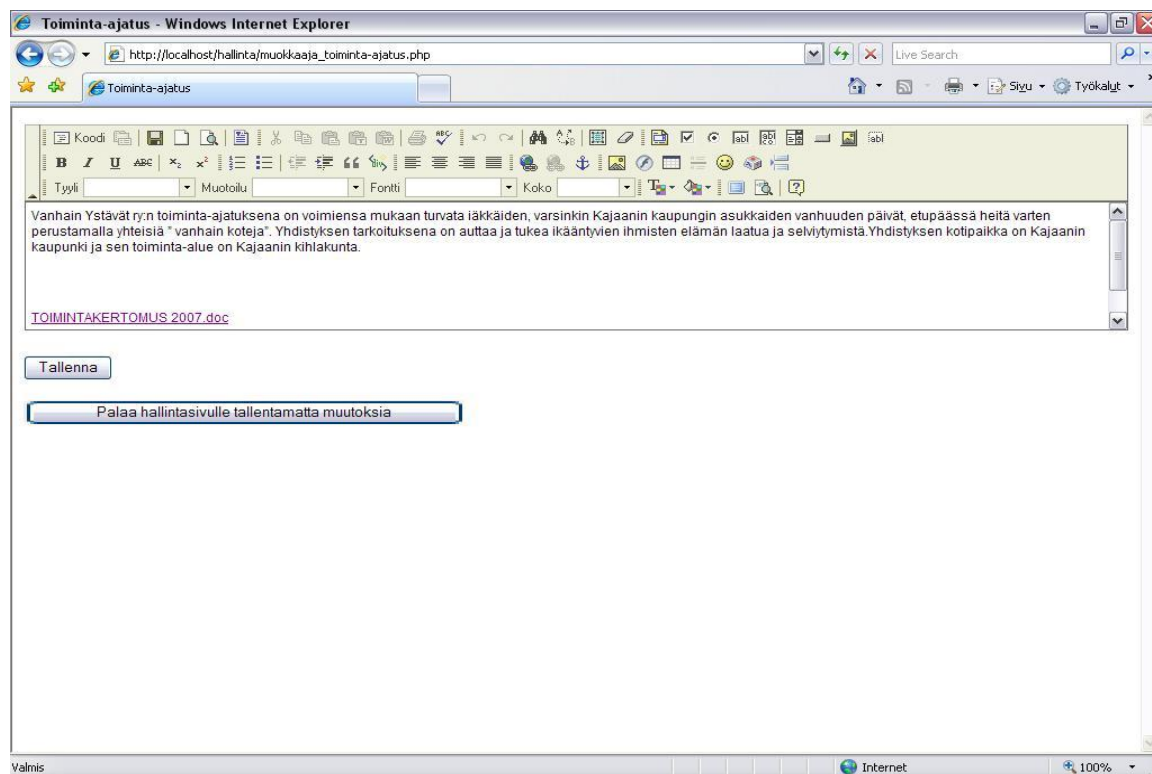 Toiminta-ajatus - Windows Internet Explorer
http://localhost/hallinta/muokkaaja_toiminta-ajatus.php
Live Search
Toiminta-ajatus
Sivu
Työkalut
Koodi
B I U ABC x₂ x²
Tyyli Muotoilu Fontti Koko
Vanhain Ystävät ry:n toiminta-ajatuksena on voimiensa mukaan turvata iäkkäiden, varsinkin Kajaanin kaupungin asukkaiden vanhuuden päivät, etupäässä heitä varten
perustamalla yhteisiä " vanhain koteja". Yhdistyksen tarkoituksena on auttaa ja tukea ikääntyvien ihmisten elämän laatua ja selviytymistä.Yhdistyksen kotipaikka on Kajaanin
kaupunki ja sen toiminta-alue on Kajaanin kihlakunta.
TOIMINTAKERTOMUS 2007.doc
Tallenna
Palaa hallintasivulle tallentamatta muutoksia
Valmis
Internet
100%